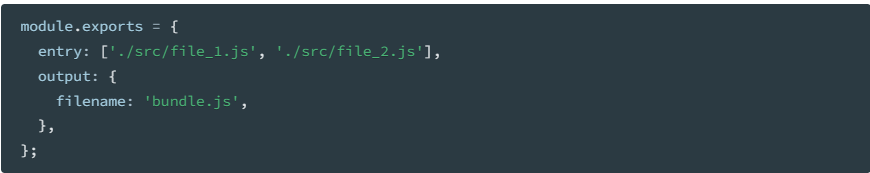 module.exports = {
  entry: ['./src/file_1.js', './src/file_2.js'],
  output: {
    filename: 'bundle.js',
  },
};